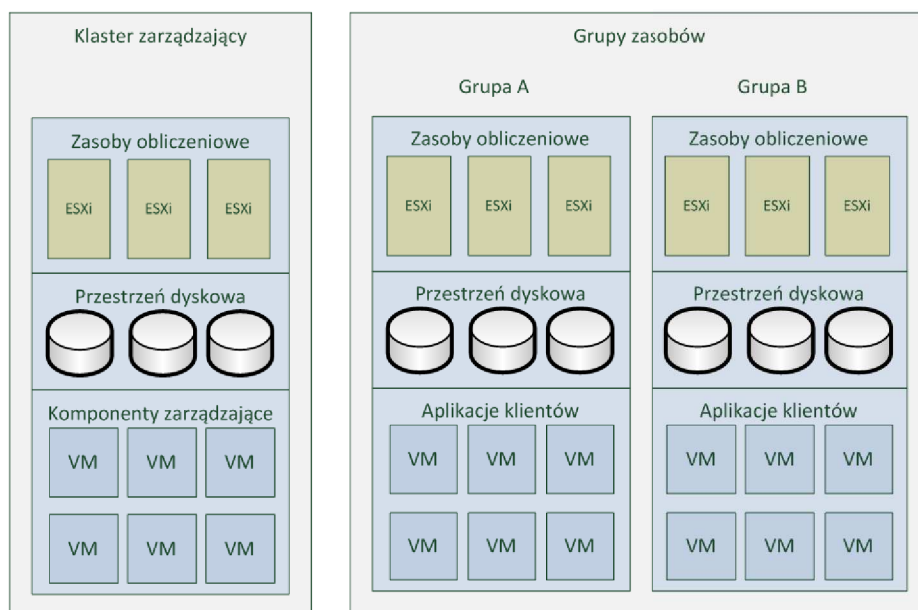 Klaster zarządzający
Zasoby obliczeniowe
ESXi ESXi ESXi
Przestrzeń dyskowa
Komponenty zarządzające
VM VM VM
VM VM VM
Grupy zasobów
Grupa A
Zasoby obliczeniowe
ESXi ESXi ESXi
Przestrzeń dyskowa
Aplikacje klientów
VM VM VM
VM VM VM
Grupa B
Zasoby obliczeniowe
ESXi ESXi ESXi
Przestrzeń dyskowa
Aplikacje klientów
VM VM VM
VM VM VM